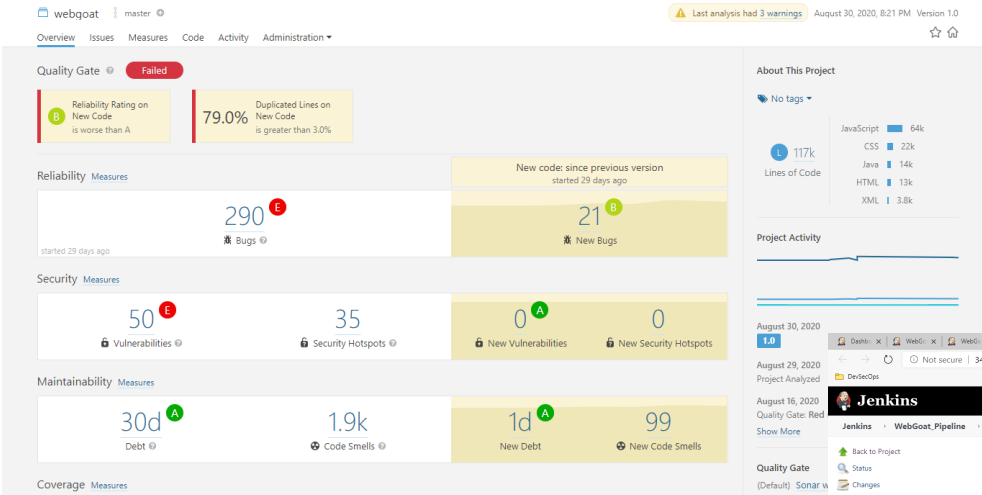 webgoat master
Last analysis had 3 warnings August 30, 2020, 8:21 PM Version 1.0
Overview Issues Measures Code Activity Administration
Quality Gate Failed
B Reliability Rating on New Code is worse than A
79.0% Duplicated Lines on New Code is greater than 3.0%
New code: since previous version
started 29 days ago
Reliability Measures
290 E
Bugs
started 29 days ago
21 B
New Bugs
Security Measures
50 E
Vulnerabilities
35
Security Hotspots
0 A
New Vulnerabilities
0
New Security Hotspots
Maintainability Measures
30d A
Debt
1.9k
Code Smells
1d A
New Debt
99
New Code Smells
Coverage Measures
About This Project
No tags
L 117k
Lines of Code
JavaScript 64k
CSS 22k
Java 14k
HTML 13k
XML 3.8k
Project Activity
August 30, 2020
1.0
August 29, 2020
Project Analyzed
August 16, 2020
Quality Gate: Red
Show More
Quality Gate
(Default) Sonar w
Not secure 34
DevSecOps
Jenkins
Jenkins WebGoat_Pipeline
Back to Project
Status
Changes